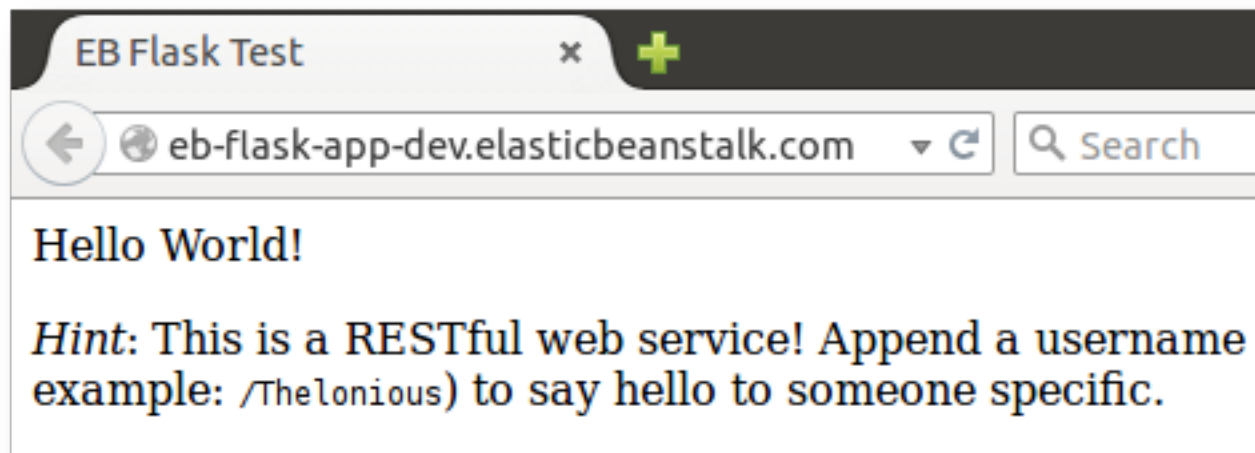 EB Flask Test
eb-flask-app-dev.elasticbeanstalk.com Search
Hello World!
Hint: This is a RESTful web service! Append a username
example: /Thelonious) to say hello to someone specific.